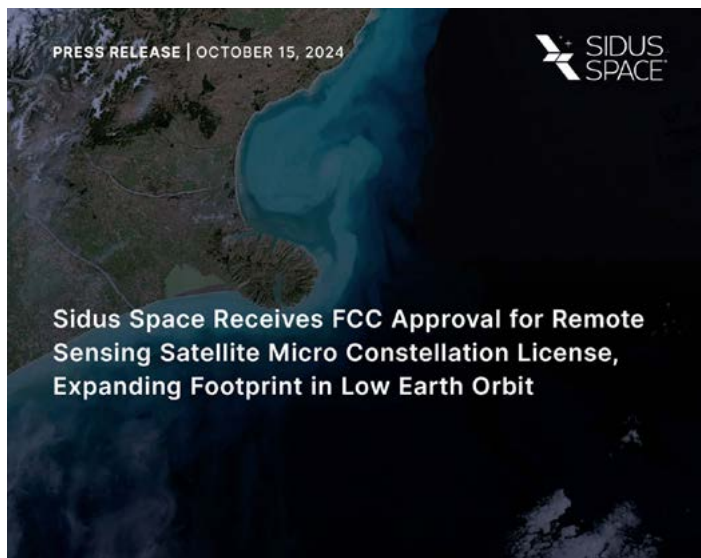 PRESS RELEASE | OCTOBER 15, 2024
SIDUS
SPACE
Sidus Space Receives FCC Approval for Remote
Sensing Satellite Micro Constellation License,
Expanding Footprint in Low Earth Orbit